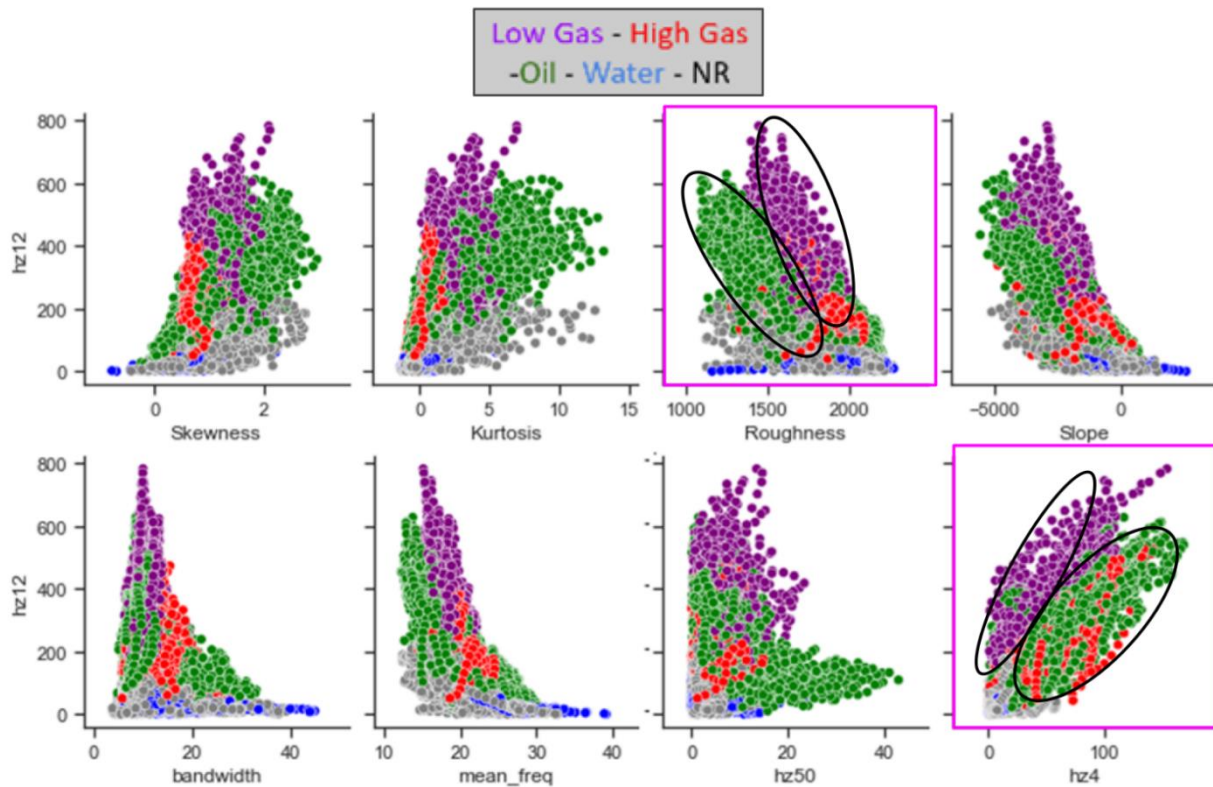 Low Gas - High Gas
-Oil - Water - NR
800
600
400
200
0
hz12
0 2
Skewness
0 5 10 15
Kurtosis
1000 1500 2000
Roughness
−5000 0
Slope
800
600
400
200
0
hz12
0 20 40
bandwidth
10 20 30 40
mean_freq
0 20 40
hz50
0 100
hz4